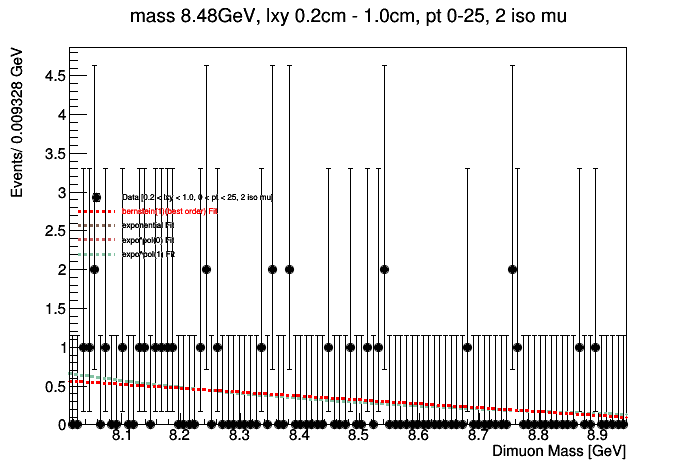 mass 8.48GeV, lxy 0.2cm - 1.0cm, pt 0-25, 2 iso mu
Events/ 0.009328 GeV
4.5
4
3.5
3
2.5
2
1.5
1
0.5
0
Data [0.2 < lxy < 1.0, 0 < pt < 25, 2 iso mu]
bernstein[1](best order) Fit
exponential Fit
expo*pol(0) Fit
expo*pol(1) Fit
8.1 8.2 8.3 8.4 8.5 8.6 8.7 8.8 8.9
Dimuon Mass [GeV]